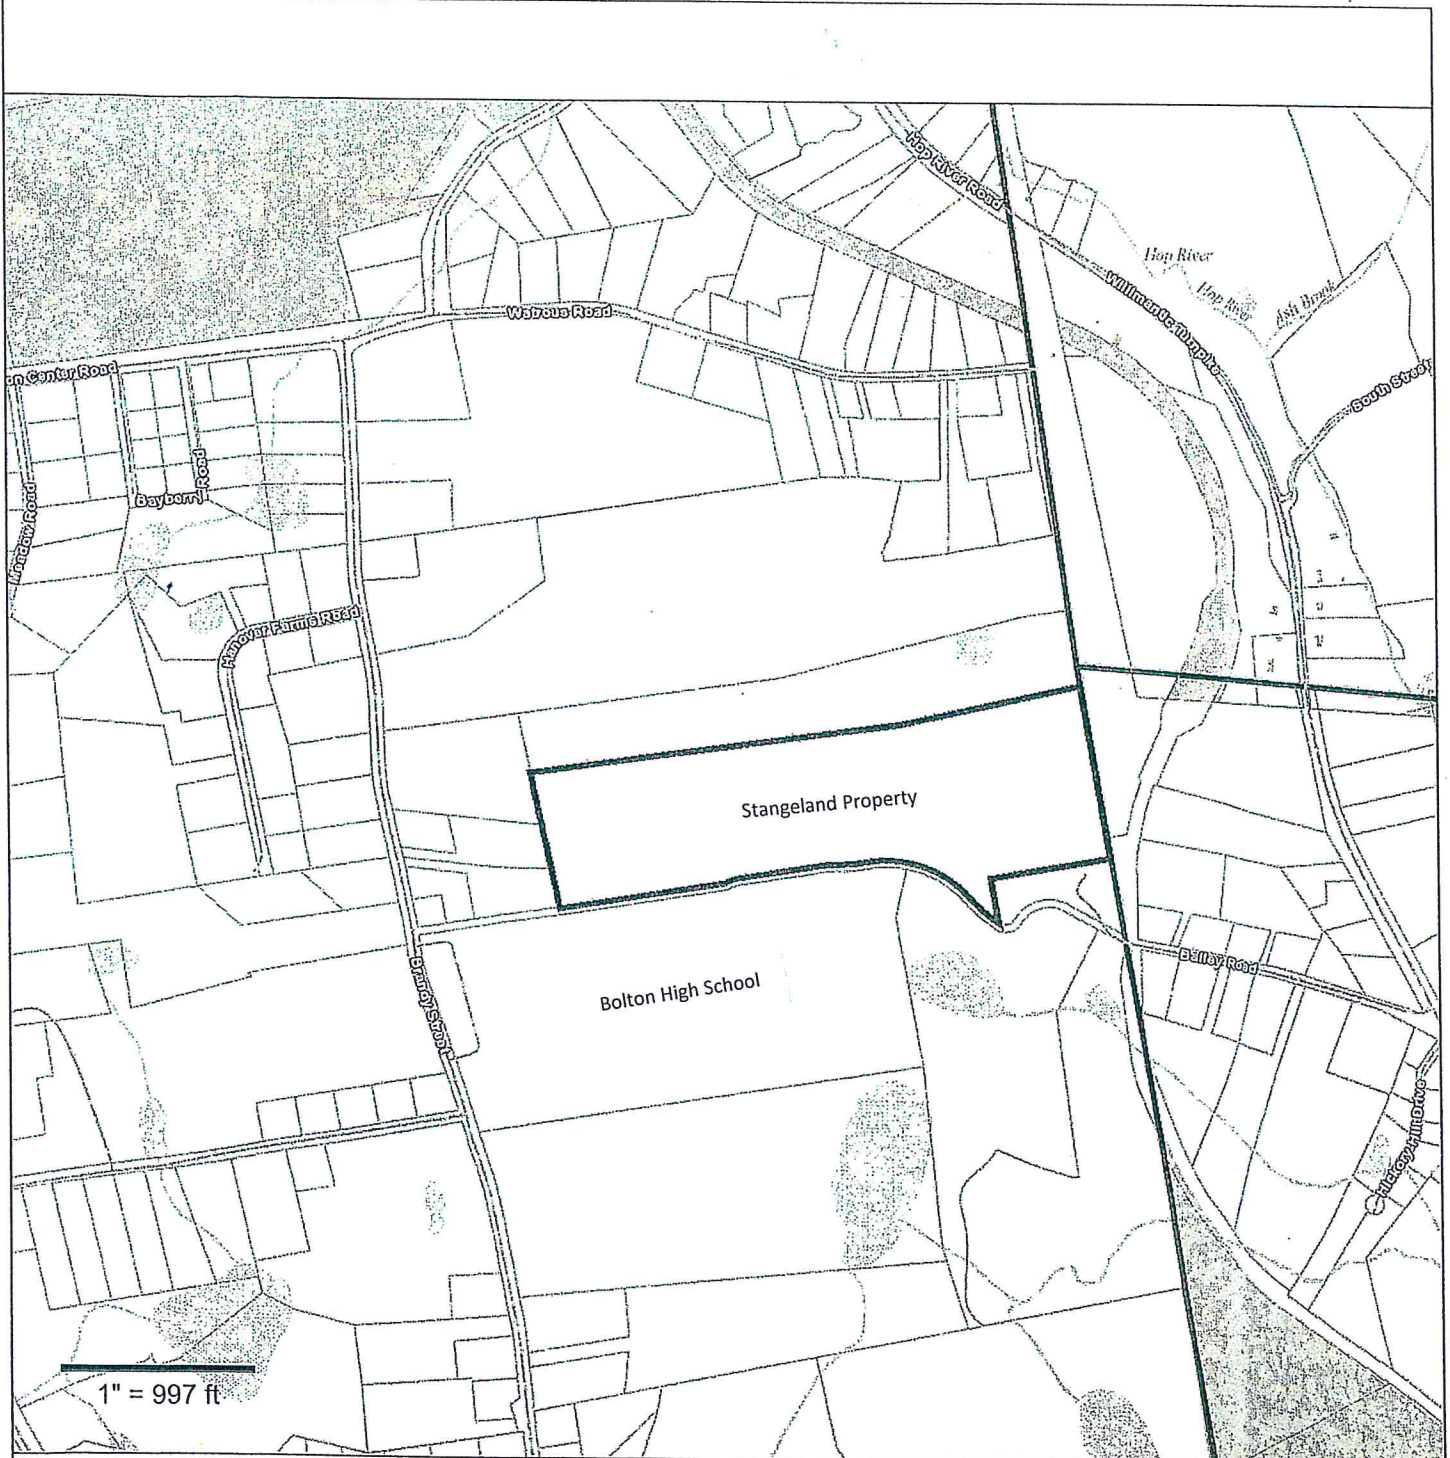 Hop River Road
Hop River
Hop River
Ash Brook
Willimantic Turnpike
Watrous Road
on Center Road
South Street
Bayberry Road
Meadow Road
Hanover Farms Road
Stangeland Property
Bailey Road
Bolton High School
Brandy Street
Hickory Hill Drive
1" = 997 ft